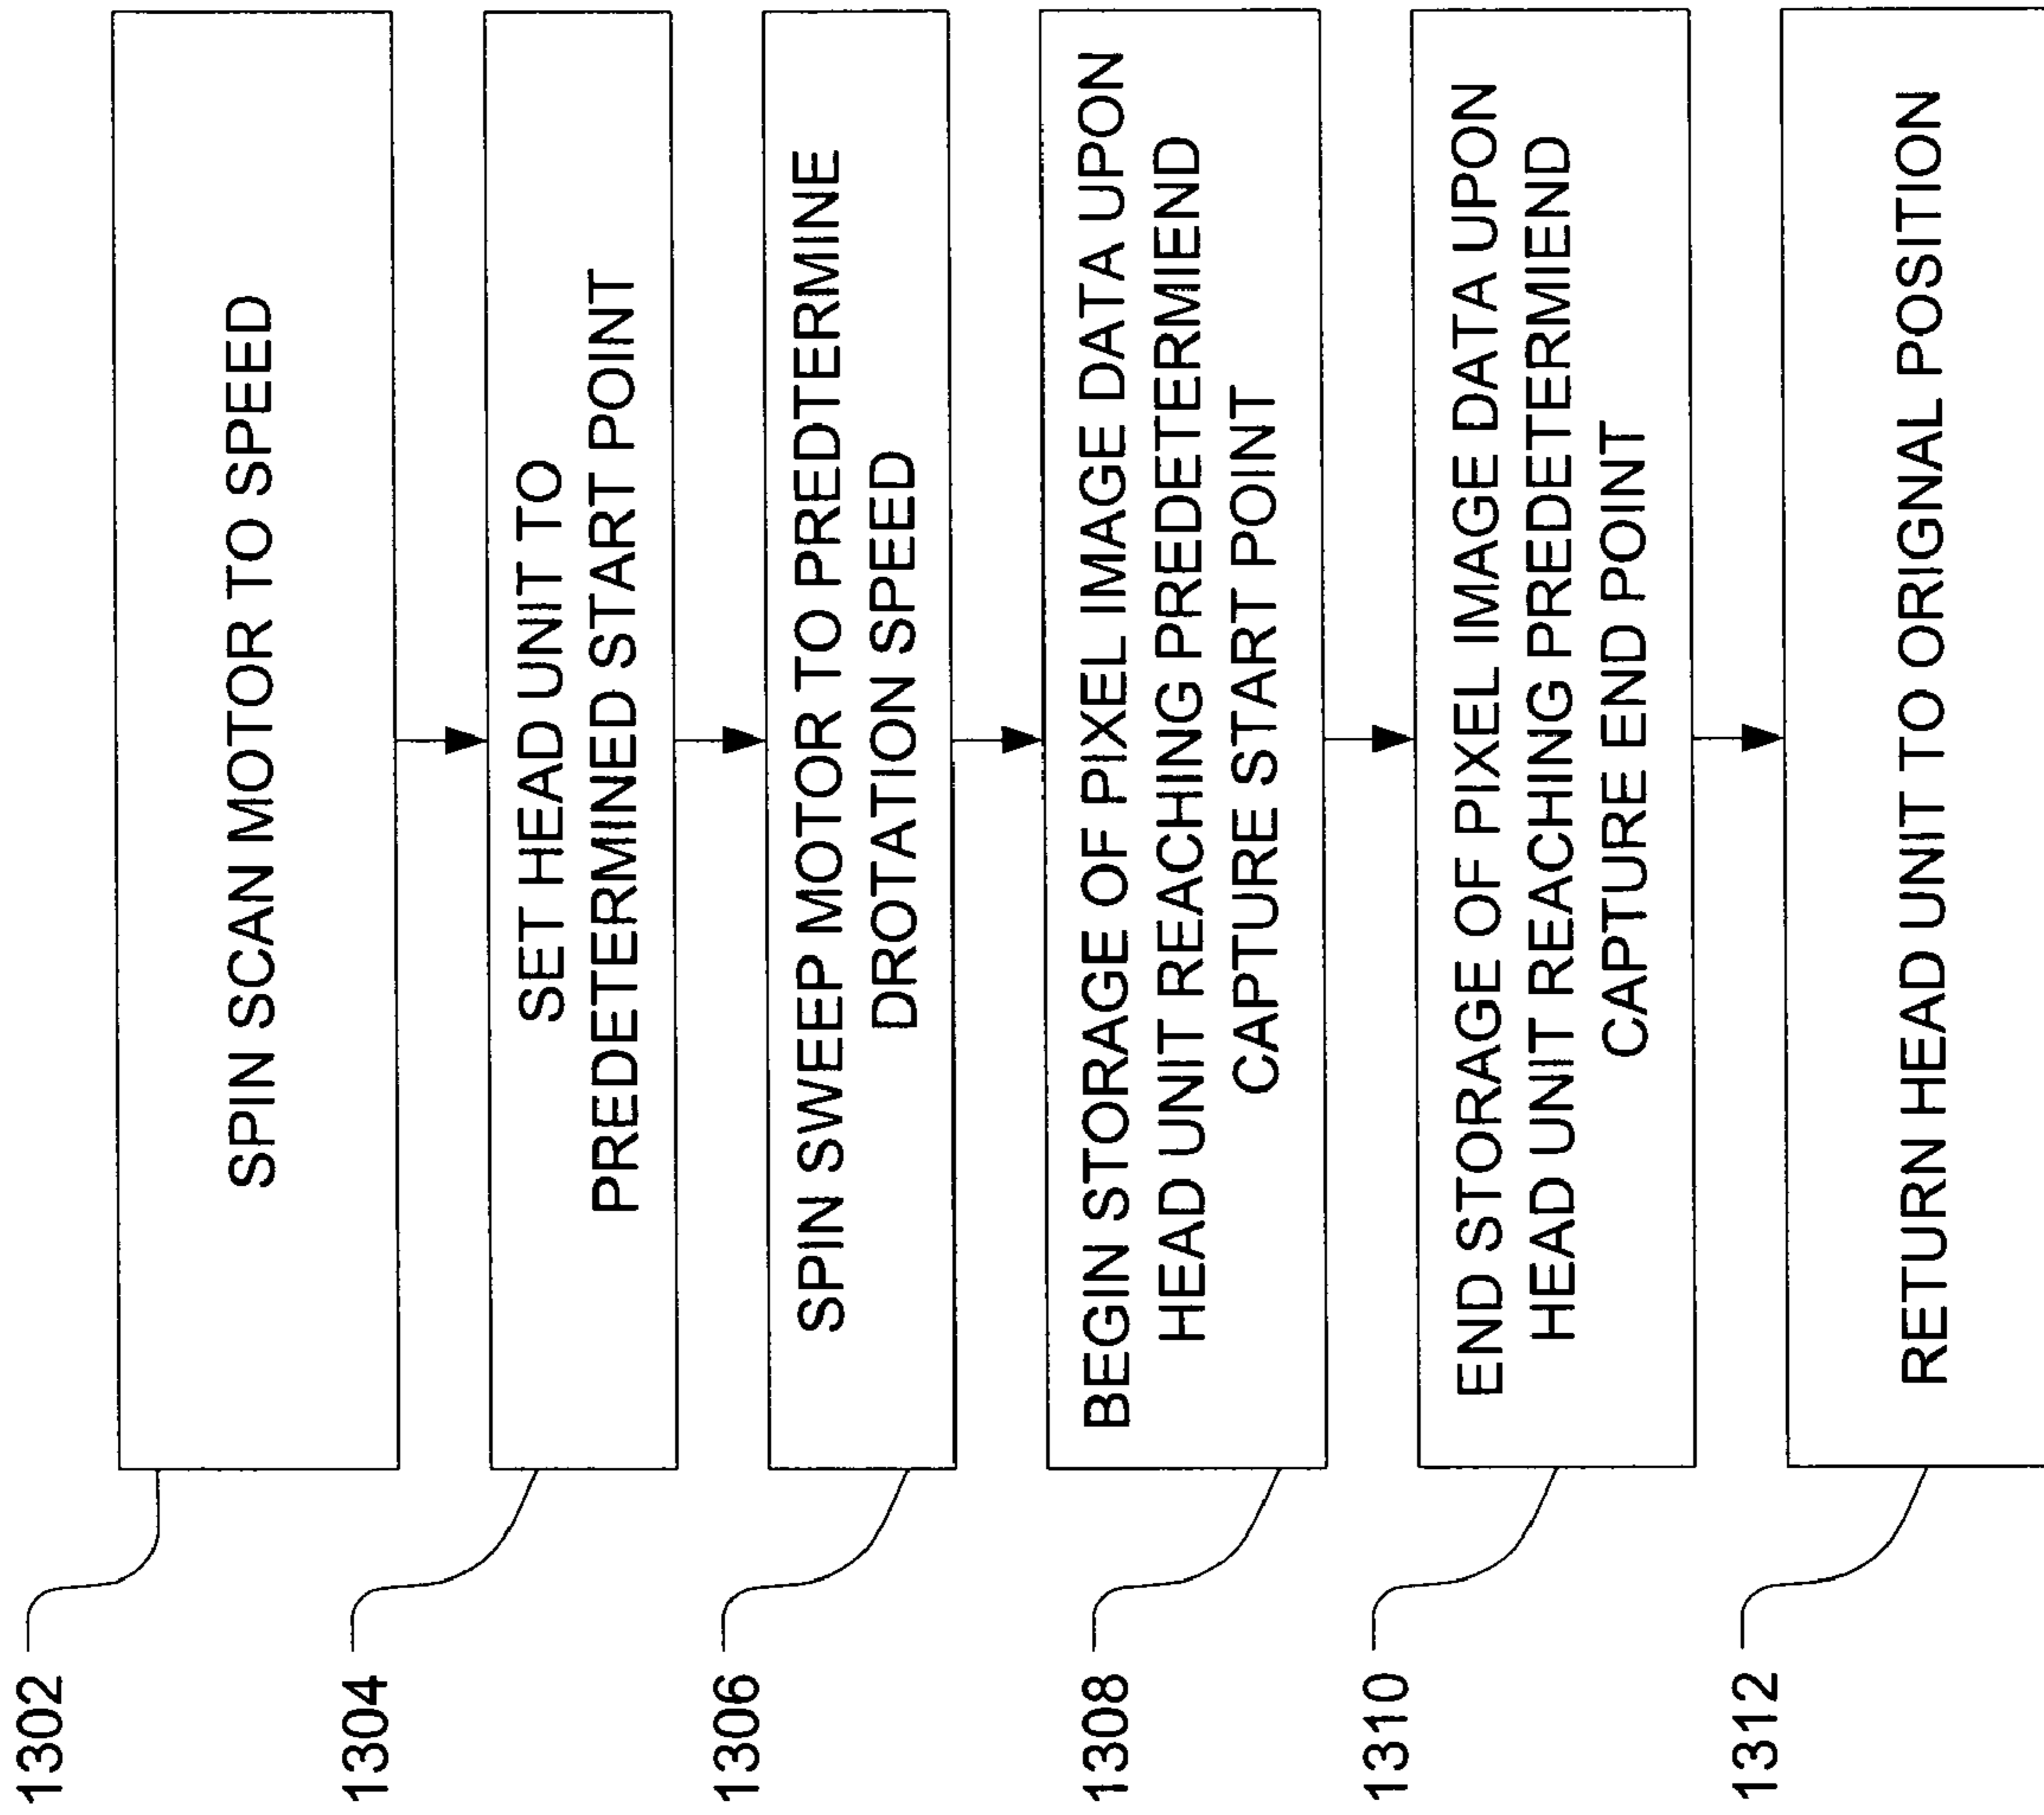 1302
SPIN SCAN MOTOR TO SPEED
1304
SET HEAD UNIT TO
PREDETERMINED START POINT
1306
SPIN SWEEP MOTOR TO PREDTERMINE
DROTATION SPEED
1308
BEGIN STORAGE OF PIXEL IMAGE DATA UPON
HEAD UNIT REACHING PREDETERMIEND
CAPTURE START POINT
1310
END STORAGE OF PIXEL IMAGE DATA UPON
HEAD UNIT REACHING PREDETERMIEND
CAPTURE END POINT
1312
RETURN HEAD UNIT TO ORIGNAL POSITION